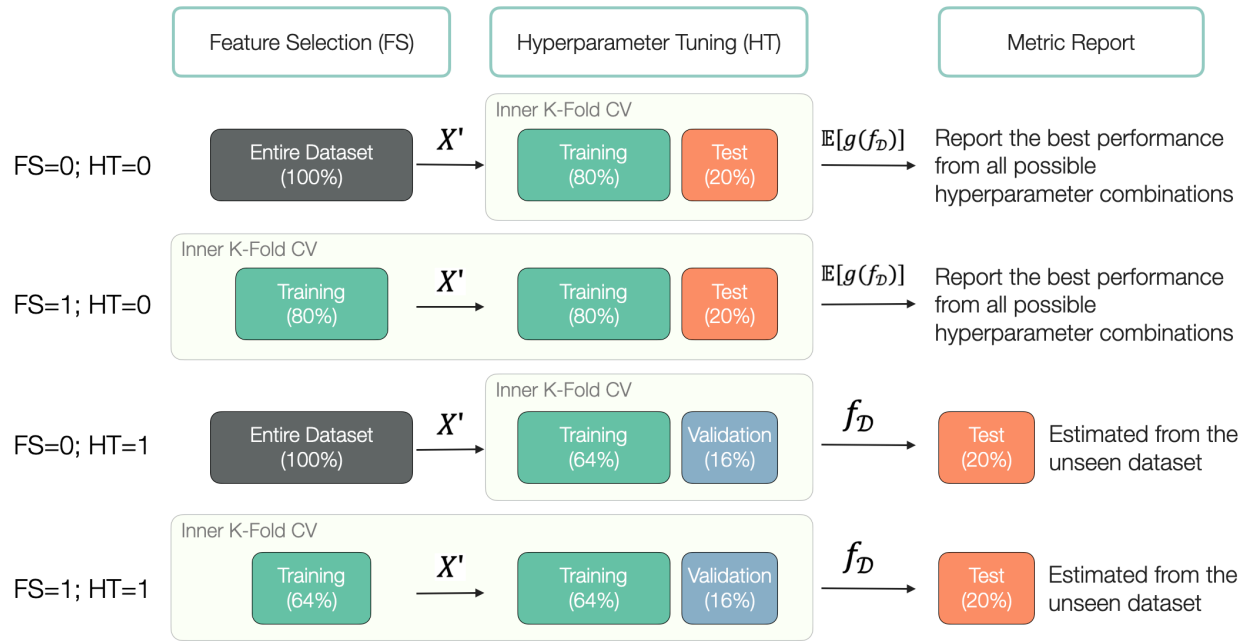 Feature Selection (FS)
Hyperparameter Tuning (HT)
Metric Report
FS=0; HT=0
Entire Dataset
(100%)
X'
Inner K-Fold CV
Training
(80%)
Test
(20%)
𝔼[g(f𝒟)]
Report the best performance
from all possible
hyperparameter combinations
FS=1; HT=0
Inner K-Fold CV
Training
(80%)
X'
Training
(80%)
Test
(20%)
𝔼[g(f𝒟)]
Report the best performance
from all possible
hyperparameter combinations
FS=0; HT=1
Entire Dataset
(100%)
X'
Inner K-Fold CV
Training
(64%)
Validation
(16%)
f𝒟
Test
(20%)
Estimated from the
unseen dataset
FS=1; HT=1
Inner K-Fold CV
Training
(64%)
X'
Training
(64%)
Validation
(16%)
f𝒟
Test
(20%)
Estimated from the
unseen dataset